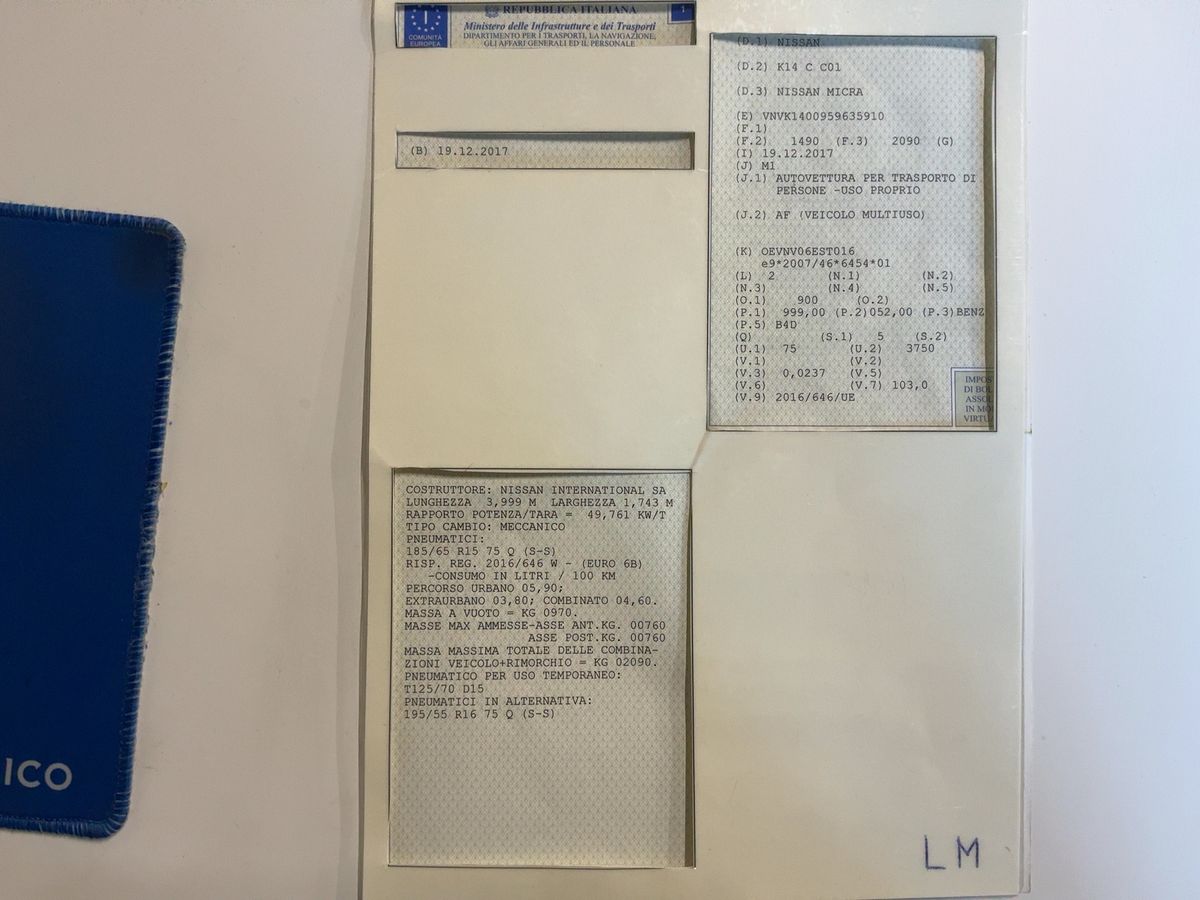 REPUBBLICA ITALIANA
Ministero delle Infrastrutture e dei Trasporti
DIPARTIMENTO PER I TRASPORTI, LA NAVIGAZIONE,
GLI AFFARI GENERALI ED IL PERSONALE
I
COMUNITÀ
EUROPEA
1
(B) 19.12.2017
(D.1) NISSAN
(D.2) K14 C C01
(D.3) NISSAN MICRA
(E) VNVK1400959635910
(F.1)
(F.2) 1490 (F.3) 2090 (G)
(I) 19.12.2017
(J) M1
(J.1) AUTOVETTURA PER TRASPORTO DI
PERSONE -USO PROPRIO
(J.2) AF (VEICOLO MULTIUSO)
(K) OEVNV06EST016
e9*2007/46*6454*01
(L) 2 (N.1) (N.2)
(N.3) (N.4) (N.5)
(O.1) 900 (O.2)
(P.1) 999,00 (P.2)052,00 (P.3)BENZ
(P.5) B4D
(Q) (S.1) 5 (S.2)
(U.1) 75 (U.2) 3750
(V.1) (V.2)
(V.3) 0,0237 (V.5)
(V.6) (V.7) 103,0
(V.9) 2016/646/UE
IMPOS
DI BOL
ASSOL
IN MO
VIRTU
COSTRUTTORE: NISSAN INTERNATIONAL SA
LUNGHEZZA 3,999 M LARGHEZZA 1,743 M
RAPPORTO POTENZA/TARA = 49,761 KW/T
TIPO CAMBIO: MECCANICO
PNEUMATICI:
185/65 R15 75 Q (S-S)
RISP. REG. 2016/646 W - (EURO 6B)
-CONSUMO IN LITRI / 100 KM
PERCORSO URBANO 05,90;
EXTRAURBANO 03,80; COMBINATO 04,60.
MASSA A VUOTO = KG 0970.
MASSE MAX AMMESSE-ASSE ANT.KG. 00760
ASSE POST.KG. 00760
MASSA MASSIMA TOTALE DELLE COMBINA-
ZIONI VEICOLO+RIMORCHIO = KG 02090.
PNEUMATICO PER USO TEMPORANEO:
T125/70 D15
PNEUMATICI IN ALTERNATIVA:
195/55 R16 75 Q (S-S)
ICO
LM